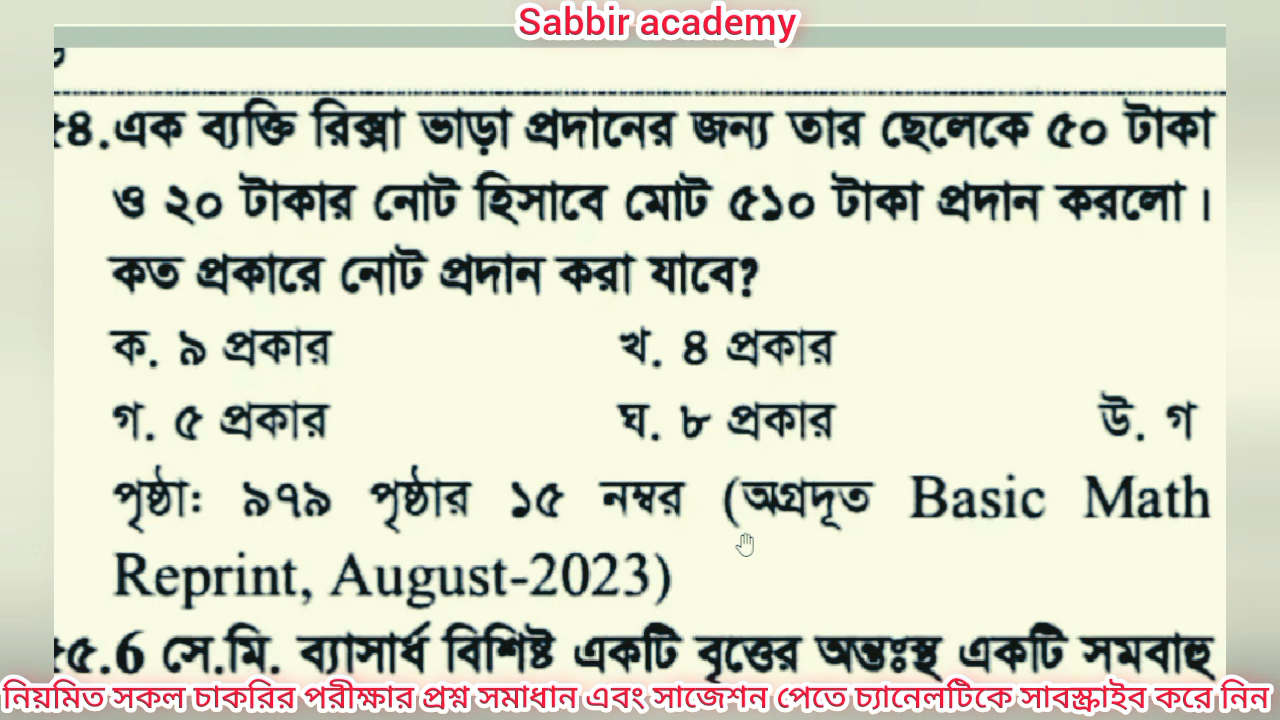 Sabbir academy
৪.এক ব্যক্তি রিক্সা ভাড়া প্রদানের জন্য তার ছেলেকে ৫০ টাকা
ও ২০ টাকার নোট হিসাবে মোট ৫১০ টাকা প্রদান করলো।
কত প্রকারে নোট প্রদান করা যাবে?
ক. ৯ প্রকার খ. ৪ প্রকার
গ. ৫ প্রকার ঘ. ৮ প্রকার উ. গ
পৃষ্ঠাঃ ৯৭৯ পৃষ্ঠার ১৫ নম্বর (অগ্রদূত Basic Math
Reprint, August-2023)
৫.6 সে.মি. ব্যাসার্ধ বিশিষ্ট একটি বৃত্তের অন্তঃস্থ একটি সমবাহু
নিয়মিত সকল চাকরির পরীক্ষার প্রশ্ন সমাধান এবং সাজেশন পেতে চ্যানেলটিকে সাবস্ক্রাইব করে নিন